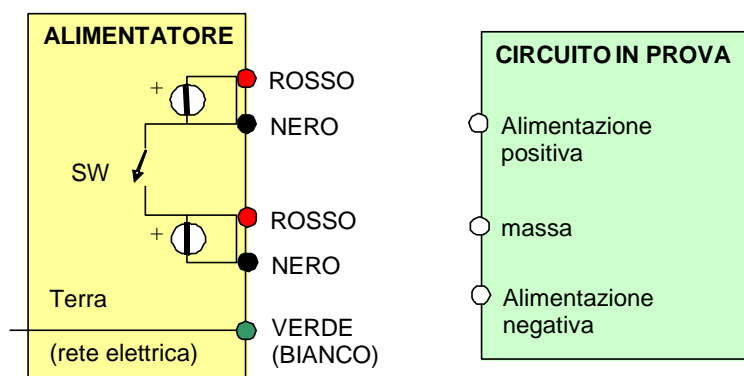 ALIMENTATORE
+
ROSSO
NERO
SW
+
ROSSO
NERO
Terra
(rete elettrica)
VERDE
(BIANCO)
CIRCUITO IN PROVA
Alimentazione
positiva
massa
Alimentazione
negativa